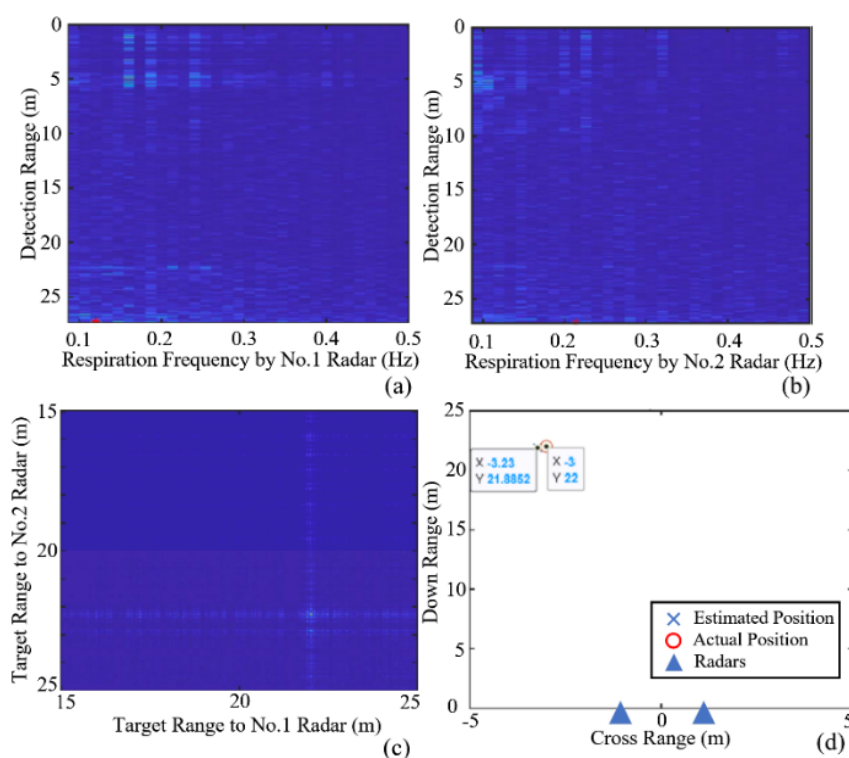 0
5
10
15
20
25
Detection Range (m)
0.1 0.2 0.3 0.4 0.5
Respiration Frequency by No.1 Radar (Hz)
(a)
0
5
10
15
20
25
Detection Range (m)
0.1 0.2 0.3 0.4 0.5
Respiration Frequency by No.2 Radar (Hz)
(b)
15
20
25
Target Range to No.2 Radar (m)
15 20 25
Target Range to No.1 Radar (m)
(c)
25
20
15
10
5
0
Down Range (m)
X -3.23
Y 21.8852
X -3
Y 22
Estimated Position
Actual Position
Radars
-5 0 5
Cross Range (m)
(d)